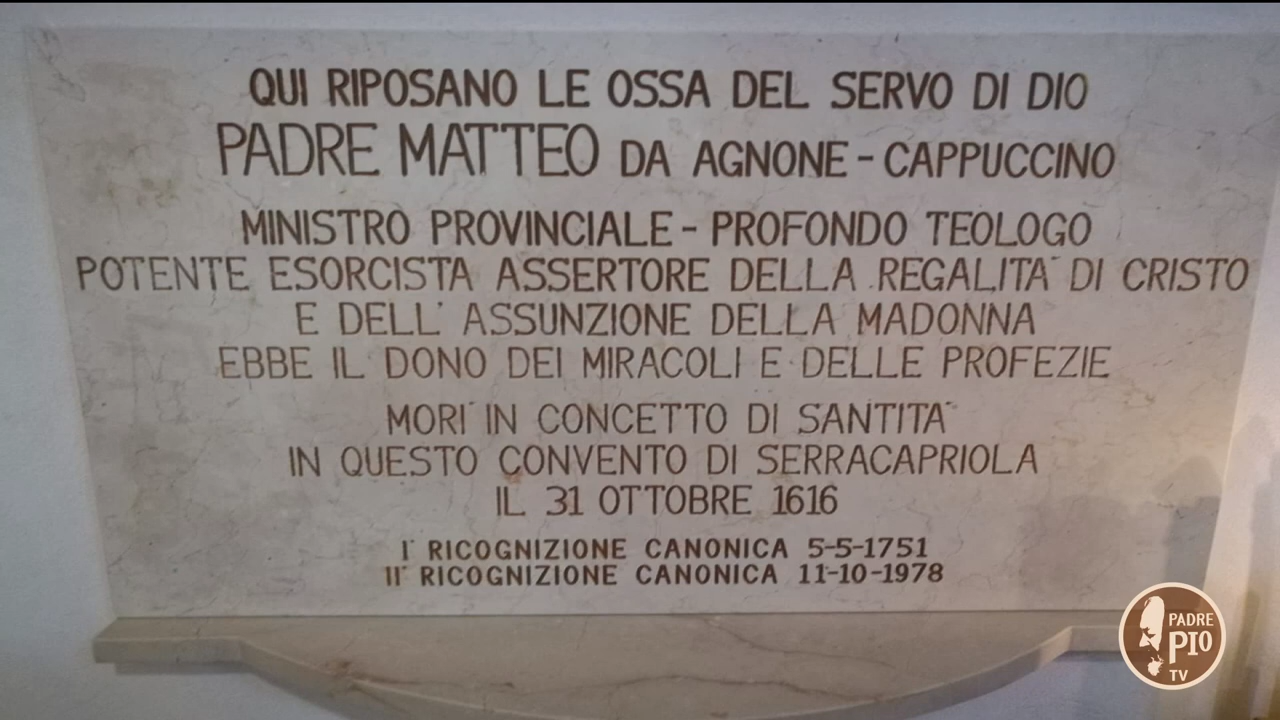 QUI RIPOSANO LE OSSA DEL SERVO DI DIO
PADRE MATTEO DA AGNONE - CAPPUCCINO
MINISTRO PROVINCIALE - PROFONDO TEOLOGO
POTENTE ESORCISTA ASSERTORE DELLA REGALITA' DI CRISTO
E DELL' ASSUNZIONE DELLA MADONNA
EBBE IL DONO DEI MIRACOLI E DELLE PROFEZIE
MORI' IN CONCETTO DI SANTITA'
IN QUESTO CONVENTO DI SERRACAPRIOLA
IL 31 OTTOBRE 1616
I' RICOGNIZIONE CANONICA 5-5-1751
II' RICOGNIZIONE CANONICA 11-10-1978
PADRE
PIO
TV